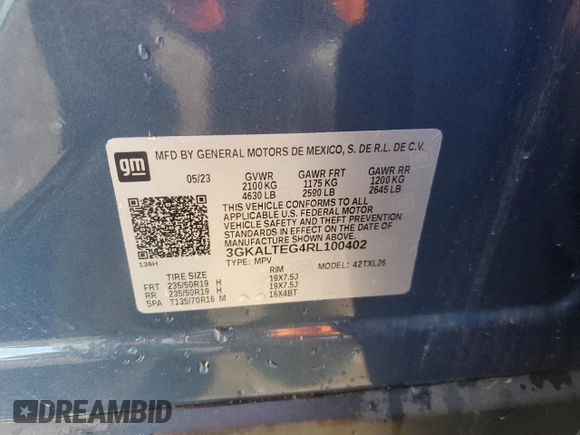 gm
MFD BY GENERAL MOTORS DE MEXICO, S. DE R.L. DE C.V.
05/23 GVWR GAWR FRT GAWR RR
2100 KG 1175 KG 1200 KG
4630 LB 2590 LB 2645 LB
THIS VEHICLE CONFORMS TO ALL
APPLICABLE U.S. FEDERAL MOTOR
VEHICLE SAFETY AND THEFT PREVENTION
STANDARDS IN EFFECT ON THE DATE OF
MANUFACTURE SHOWN ABOVE.
3GKALTEG4RL100402
136H TYPE: MPV MODEL: 42TXL26
TIRE SIZE RIM
FRT 235/50R19 H 19X7.5J
RR 235/50R19 H 19X7.5J
SPA T135/70R16 M 16X4BT
DREAMBID